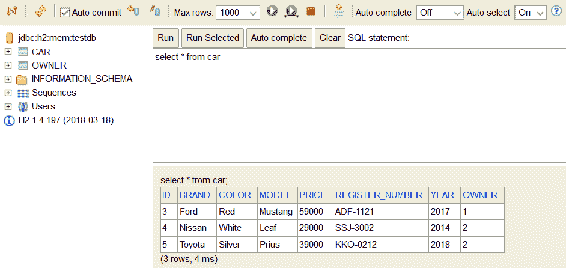 Auto commit Max rows: 1000 Auto complete Off Auto select On
jdbc:h2:mem:testdb
CAR
OWNER
INFORMATION_SCHEMA
Sequences
Users
H2 1.4.197 (2018-03-18)
Run Run Selected Auto complete Clear SQL statement:
select * from car
select * from car;
ID BRAND COLOR MODEL PRICE REGISTER_NUMBER YEAR OWNER
3 Ford Red Mustang 59000 ADF-1121 2017 1
4 Nissan White Leaf 29000 SSJ-3002 2014 2
5 Toyota Silver Prius 39000 KKO-0212 2018 2
(3 rows, 4 ms)